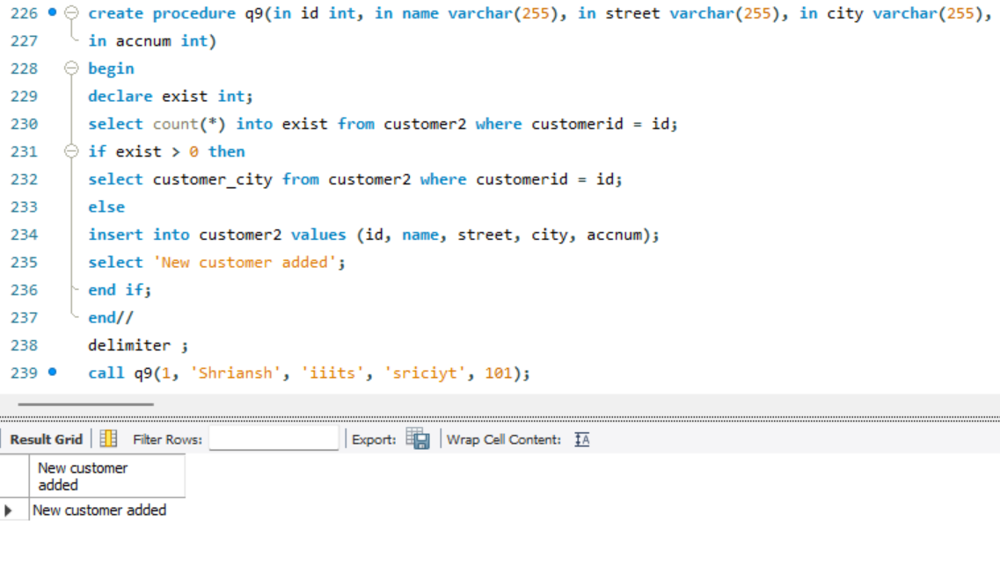 226 create procedure q9(in id int, in name varchar(255), in street varchar(255), in city varchar(255),
227 in accnum int)
228 begin
229 declare exist int;
230 select count(*) into exist from customer2 where customerid = id;
231 if exist > 0 then
232 select customer_city from customer2 where customerid = id;
233 else
234 insert into customer2 values (id, name, street, city, accnum);
235 select 'New customer added';
236 end if;
237 end//
238 delimiter ;
239 call q9(1, 'Shriansh', 'iiits', 'sriciyt', 101);
Result Grid Filter Rows: Export: Wrap Cell Content: IA
New customer
added
New customer added